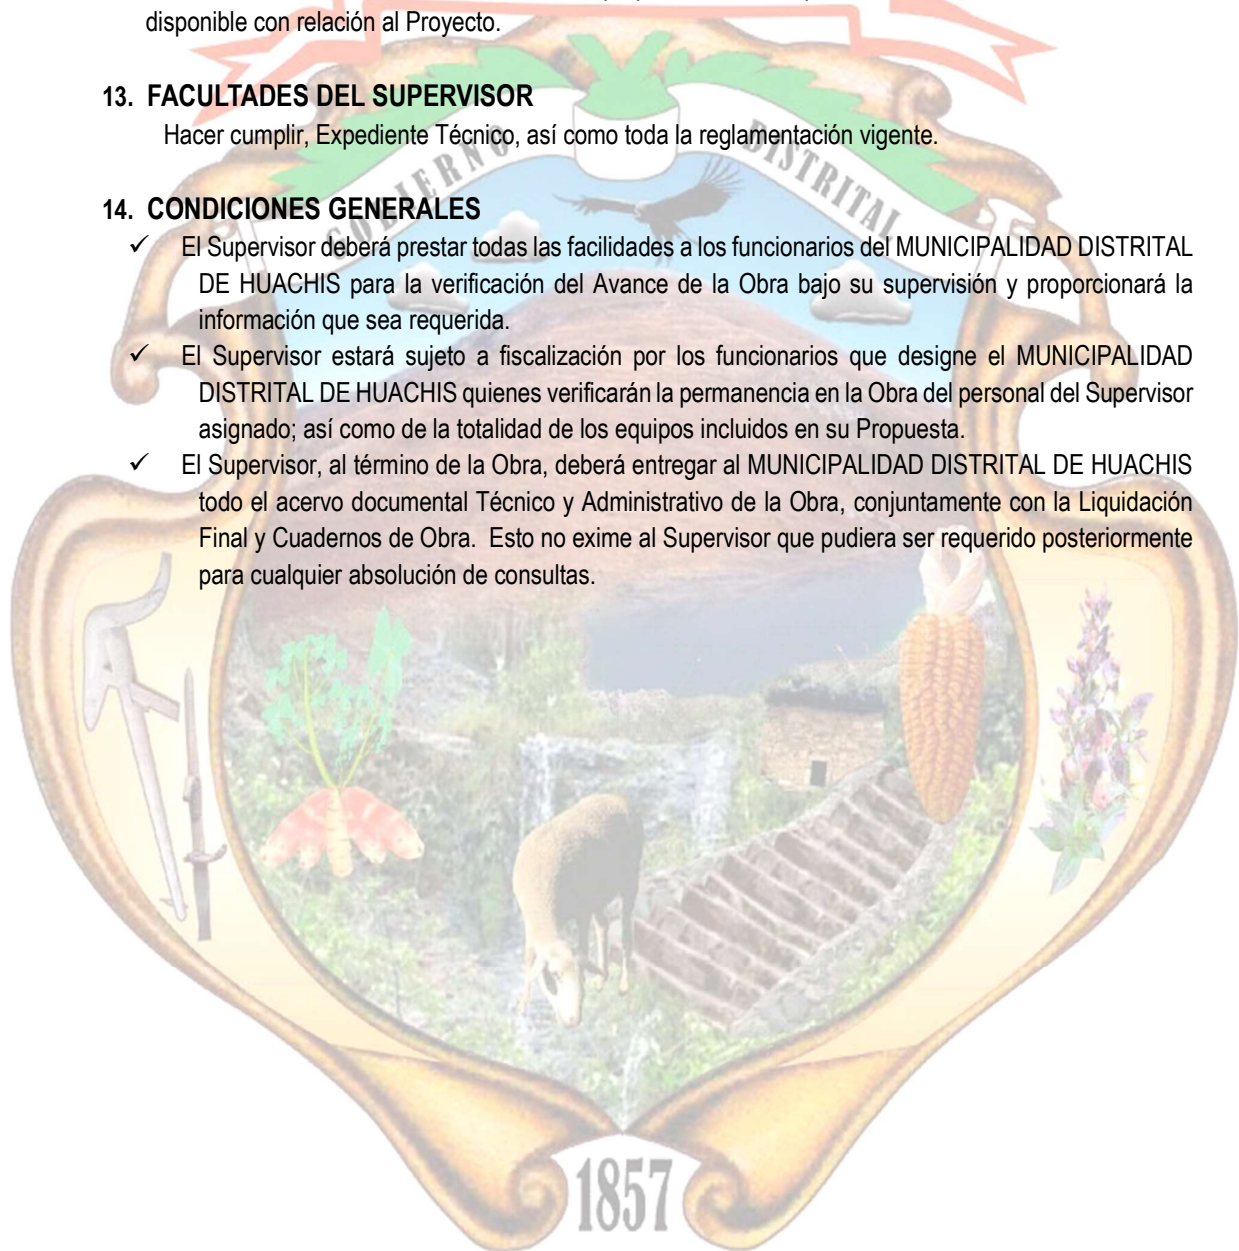 disponible con relación al Proyecto.
13. FACULTADES DEL SUPERVISOR
Hacer cumplir, Expediente Técnico, así como toda la reglamentación vigente.
GOBIERNO DISTRITAL
14. CONDICIONES GENERALES
✓ El Supervisor deberá prestar todas las facilidades a los funcionarios del MUNICIPALIDAD DISTRITAL
DE HUACHIS para la verificación del Avance de la Obra bajo su supervisión y proporcionará la
información que sea requerida.
✓ El Supervisor estará sujeto a fiscalización por los funcionarios que designe el MUNICIPALIDAD
DISTRITAL DE HUACHIS quienes verificarán la permanencia en la Obra del personal del Supervisor
asignado; así como de la totalidad de los equipos incluidos en su Propuesta.
✓ El Supervisor, al término de la Obra, deberá entregar al MUNICIPALIDAD DISTRITAL DE HUACHIS
todo el acervo documental Técnico y Administrativo de la Obra, conjuntamente con la Liquidación
Final y Cuadernos de Obra. Esto no exime al Supervisor que pudiera ser requerido posteriormente
para cualquier absolución de consultas.
1857